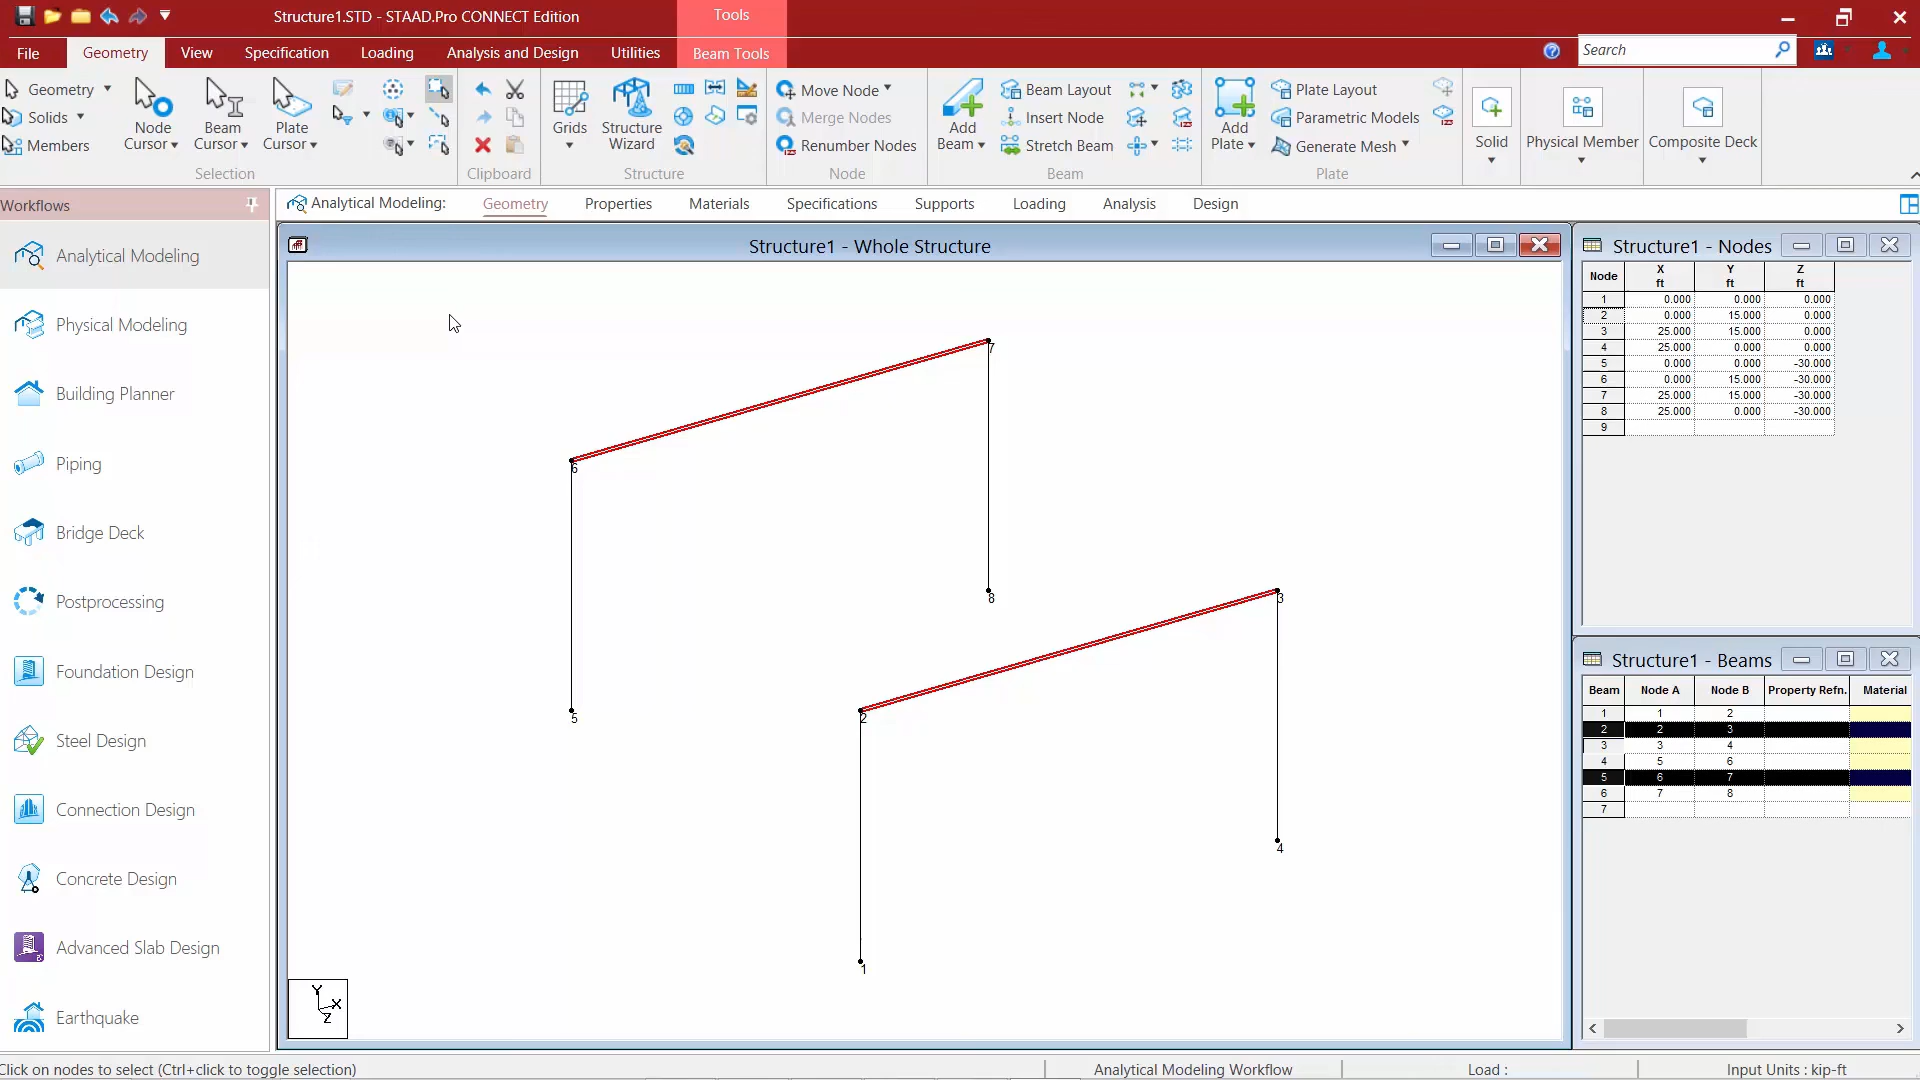 Structure1.STD - STAAD.Pro CONNECT Edition
Tools
File
Geometry
View
Specification
Loading
Analysis and Design
Utilities
Beam Tools
Search
Geometry
Solids
Members
Node Cursor
Beam Cursor
Plate Cursor
Selection
Clipboard
Grids
Structure Wizard
Structure
Move Node
Merge Nodes
Renumber Nodes
Node
Add Beam
Beam Layout
Insert Node
Stretch Beam
Beam
Add Plate
Plate Layout
Parametric Models
Generate Mesh
Plate
Solid
Physical Member
Composite Deck
Workflows
Analytical Modeling: Geometry Properties Materials Specifications Supports Loading Analysis Design
Analytical Modeling
Physical Modeling
Building Planner
Piping
Bridge Deck
Postprocessing
Foundation Design
Steel Design
Connection Design
Concrete Design
Advanced Slab Design
Earthquake
Structure1 - Whole Structure
7
6
8
3
5
2
4
1
Y
X
Z
Structure1 - Nodes
Node X ft Y ft Z ft
1 0.000 0.000 0.000
2 0.000 15.000 0.000
3 25.000 15.000 0.000
4 25.000 0.000 0.000
5 0.000 0.000 -30.000
6 0.000 15.000 -30.000
7 25.000 15.000 -30.000
8 25.000 0.000 -30.000
9
Structure1 - Beams
Beam Node A Node B Property Refn. Material
1 1 2
2 2 3
3 3 4
4 5 6
5 6 7
6 7 8
7
Click on nodes to select (Ctrl+click to toggle selection)
Analytical Modeling Workflow
Load :
Input Units : kip-ft